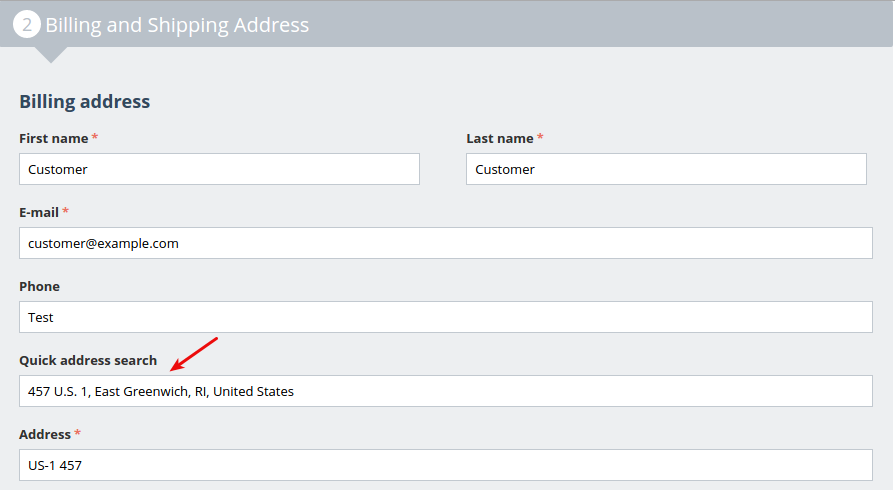 2 Billing and Shipping Address
Billing address
First name * Last name *
Customer Customer
E-mail *
customer@example.com
Phone
Test
Quick address search
457 U.S. 1, East Greenwich, RI, United States
Address *
US-1 457